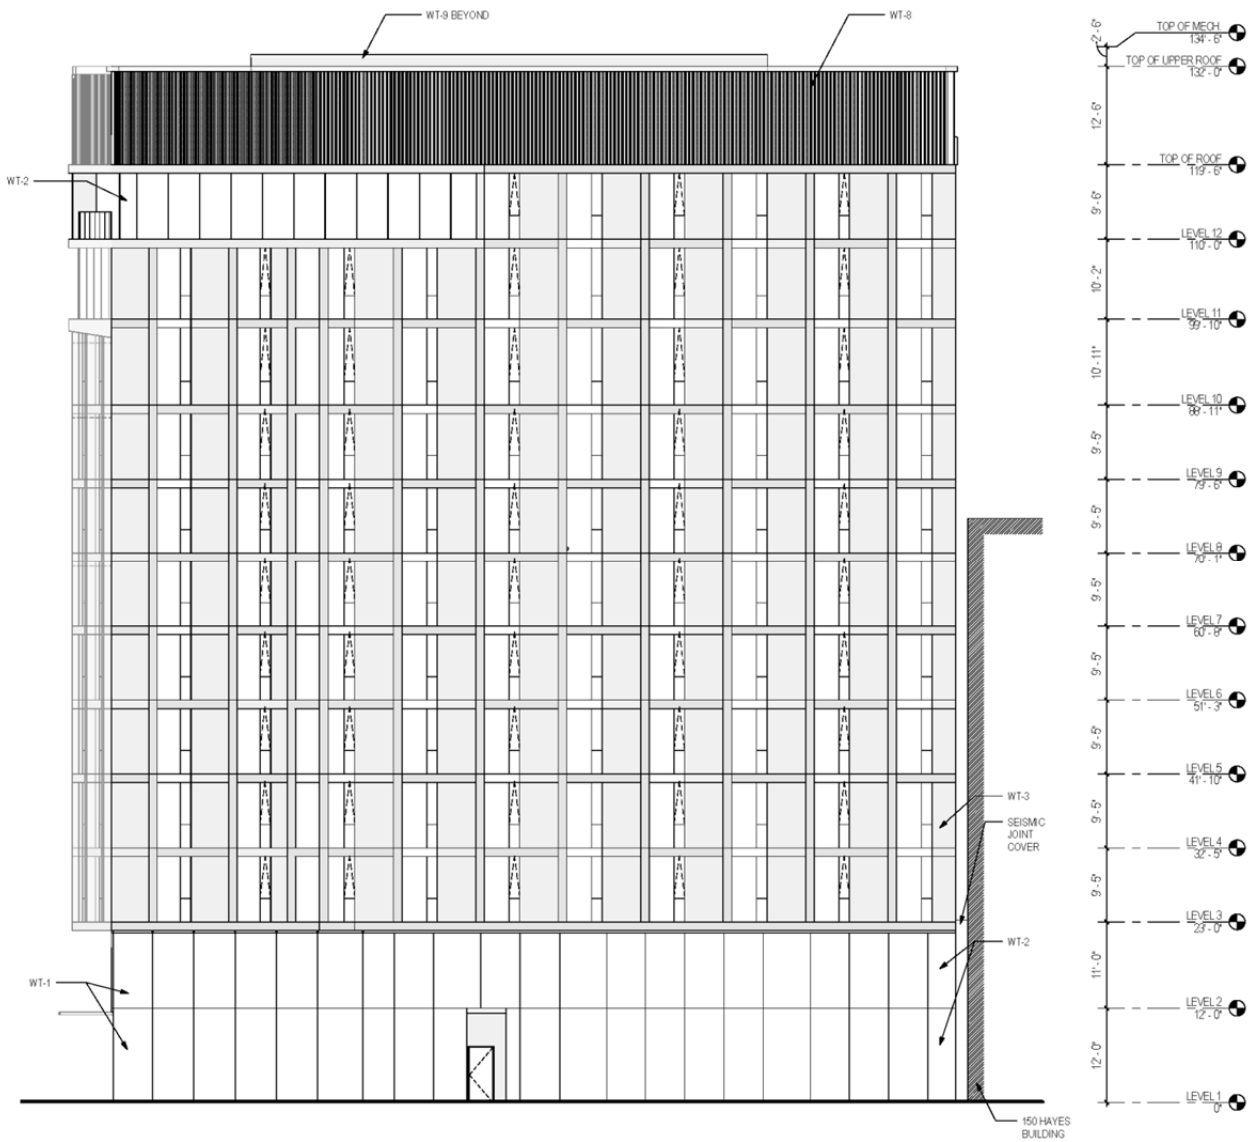 WT-9 BEYOND
WT-8
2'-6"
TOP OF MECH.
134' - 6"
TOP OF UPPER ROOF
132' - 0"
12'-6"
TOP OF ROOF
119' - 6"
WT-2
9'-6"
LEVEL 12
110' - 0"
10'-2"
LEVEL 11
99' - 10"
10'-11"
LEVEL 10
88' - 11"
9'-5"
LEVEL 9
79' - 6"
9'-5"
LEVEL 8
70' - 1"
9'-5"
LEVEL 7
60' - 8"
9'-5"
LEVEL 6
51' - 3"
9'-5"
LEVEL 5
41' - 10"
WT-3
9'-5"
SEISMIC
JOINT
COVER
LEVEL 4
32' - 5"
9'-5"
LEVEL 3
23' - 0"
WT-2
11'-0"
WT-1
LEVEL 2
12' - 0"
12'-0"
LEVEL 1
0"
150 HAYES
BUILDING